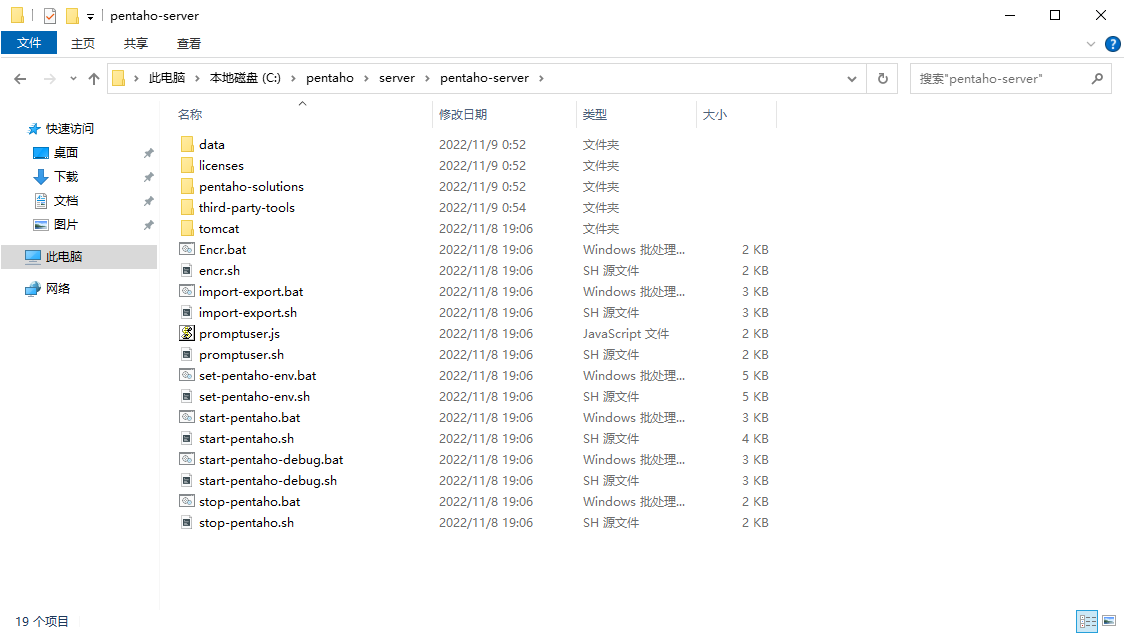 pentaho-server
文件 主页 共享 查看
此电脑 本地磁盘 (C:) pentaho server pentaho-server 搜索"pentaho-server"
快速访问
桌面
下载
文档
图片
此电脑
网络
名称 修改日期 类型 大小
data 2022/11/9 0:52 文件夹
licenses 2022/11/9 0:52 文件夹
pentaho-solutions 2022/11/9 0:52 文件夹
third-party-tools 2022/11/9 0:54 文件夹
tomcat 2022/11/8 19:06 文件夹
Encr.bat 2022/11/8 19:06 Windows 批处理... 2 KB
encr.sh 2022/11/8 19:06 SH 源文件 2 KB
import-export.bat 2022/11/8 19:06 Windows 批处理... 3 KB
import-export.sh 2022/11/8 19:06 SH 源文件 3 KB
promptuser.js 2022/11/8 19:06 JavaScript 文件 2 KB
promptuser.sh 2022/11/8 19:06 SH 源文件 2 KB
set-pentaho-env.bat 2022/11/8 19:06 Windows 批处理... 5 KB
set-pentaho-env.sh 2022/11/8 19:06 SH 源文件 5 KB
start-pentaho.bat 2022/11/8 19:06 Windows 批处理... 3 KB
start-pentaho.sh 2022/11/8 19:06 SH 源文件 4 KB
start-pentaho-debug.bat 2022/11/8 19:06 Windows 批处理... 3 KB
start-pentaho-debug.sh 2022/11/8 19:06 SH 源文件 3 KB
stop-pentaho.bat 2022/11/8 19:06 Windows 批处理... 2 KB
stop-pentaho.sh 2022/11/8 19:06 SH 源文件 2 KB
19 个项目